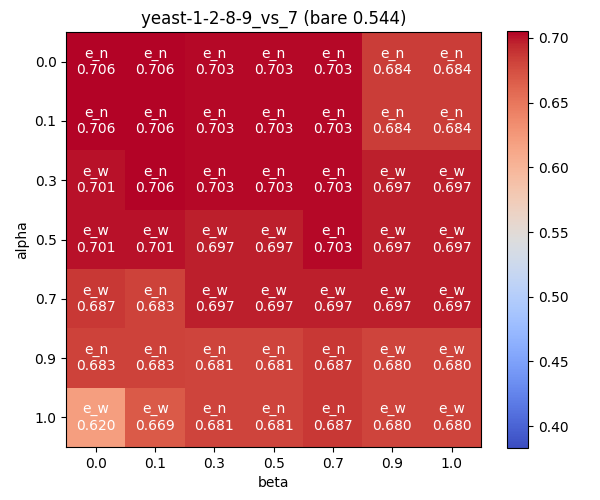 yeast-1-2-8-9_vs_7 (bare 0.544)
0.0 e_n e_n e_n e_n e_n e_n e_n
0.706 0.706 0.703 0.703 0.703 0.684 0.684
0.1 e_n e_n e_n e_n e_n e_n e_n
0.706 0.706 0.703 0.703 0.703 0.684 0.684
0.3 e_w e_n e_n e_n e_n e_w e_w
0.701 0.706 0.703 0.703 0.703 0.697 0.697
0.5 e_w e_w e_w e_w e_n e_w e_w
0.701 0.701 0.697 0.697 0.703 0.697 0.697
0.7 e_w e_n e_w e_w e_w e_w e_w
0.687 0.683 0.697 0.697 0.697 0.697 0.697
0.9 e_n e_n e_n e_n e_n e_w e_w
0.683 0.683 0.681 0.681 0.687 0.680 0.680
1.0 e_w e_w e_n e_n e_n e_w e_w
0.620 0.669 0.681 0.681 0.687 0.680 0.680
alpha
0.0 0.1 0.3 0.5 0.7 0.9 1.0
beta
0.70
0.65
0.60
0.55
0.50
0.45
0.40